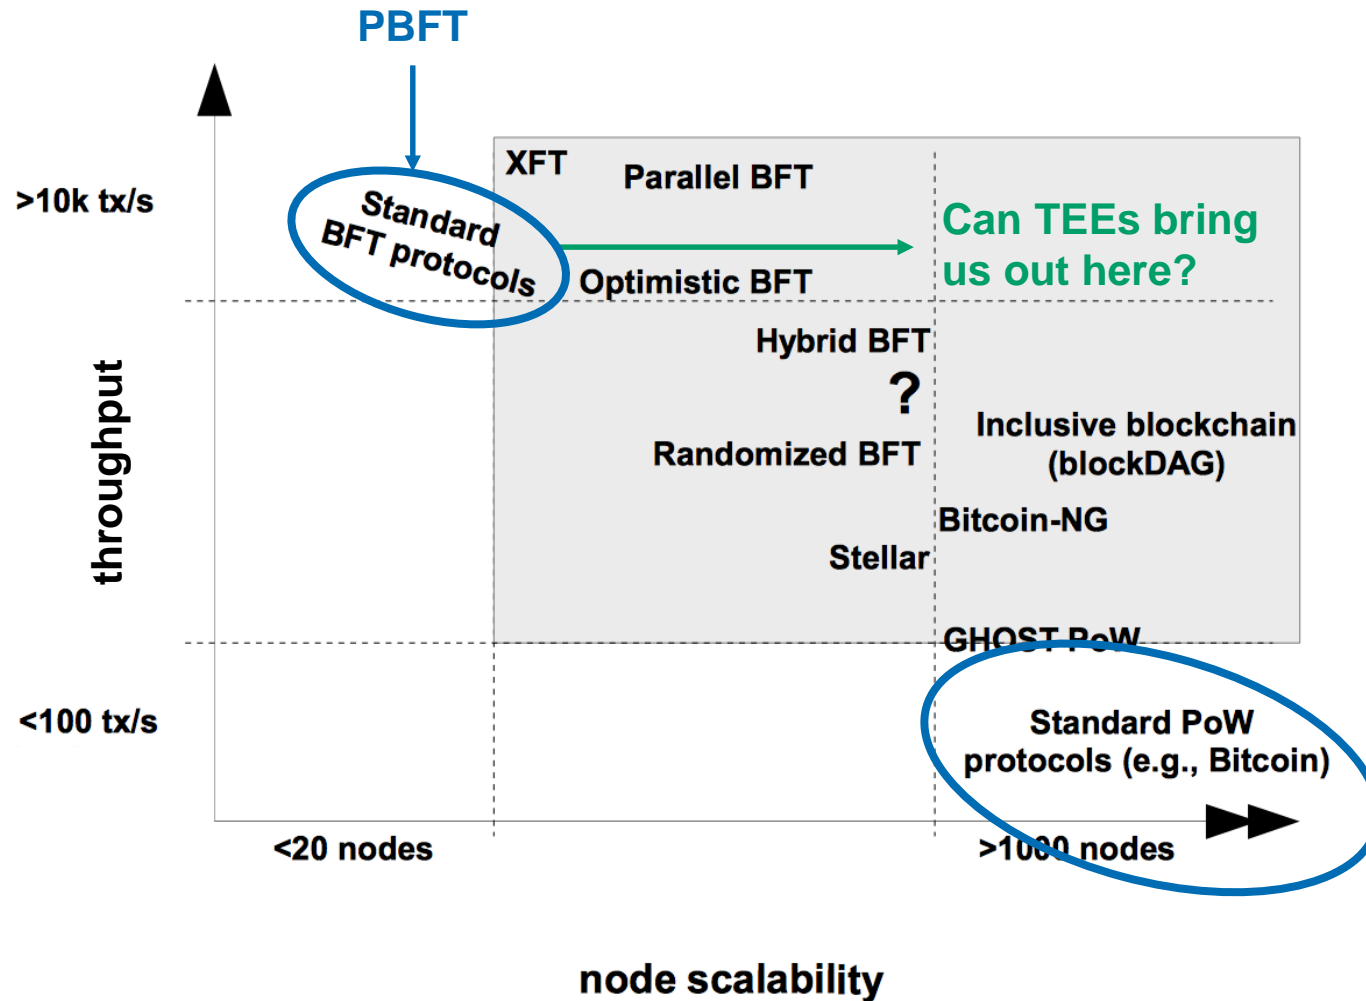 PBFT
>10k tx/s
XFT
Parallel BFT
Standard
BFT protocols
Can TEEs bring
us out here?
Optimistic BFT
Hybrid BFT
?
throughput
Inclusive blockchain
(blockDAG)
Randomized BFT
Bitcoin-NG
Stellar
GHOST PoW
<100 tx/s
Standard PoW
protocols (e.g., Bitcoin)
<20 nodes
>1000 nodes
node scalability